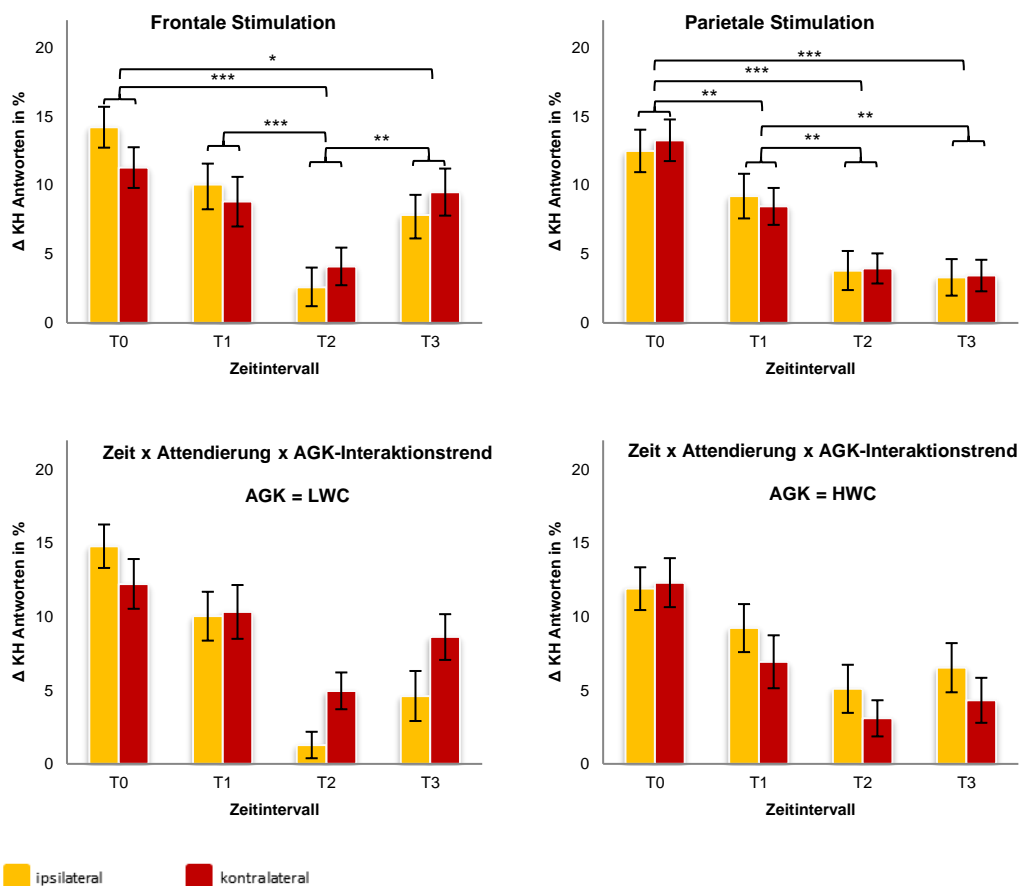 Frontale Stimulation
Δ KH Antworten in %
20
15
10
5
0
*
***
***
**
T0 T1 T2 T3
Zeitintervall
Parietale Stimulation
Δ KH Antworten in %
20
15
10
5
0
***
***
**
**
**
T0 T1 T2 T3
Zeitintervall
Zeit x Attendierung x AGK-Interaktionstrend
AGK = LWC
Δ KH Antworten in %
20
15
10
5
0
T0 T1 T2 T3
Zeitintervall
Zeit x Attendierung x AGK-Interaktionstrend
AGK = HWC
Δ KH Antworten in %
20
15
10
5
0
T0 T1 T2 T3
Zeitintervall
ipsilateral kontralateral